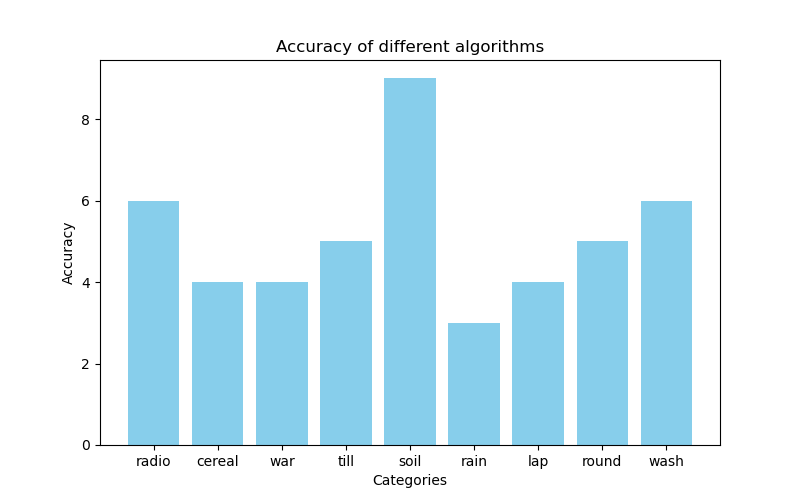 Accuracy of different algorithms
Accuracy
8
6
4
2
0
radio cereal war till soil rain lap round wash
Categories